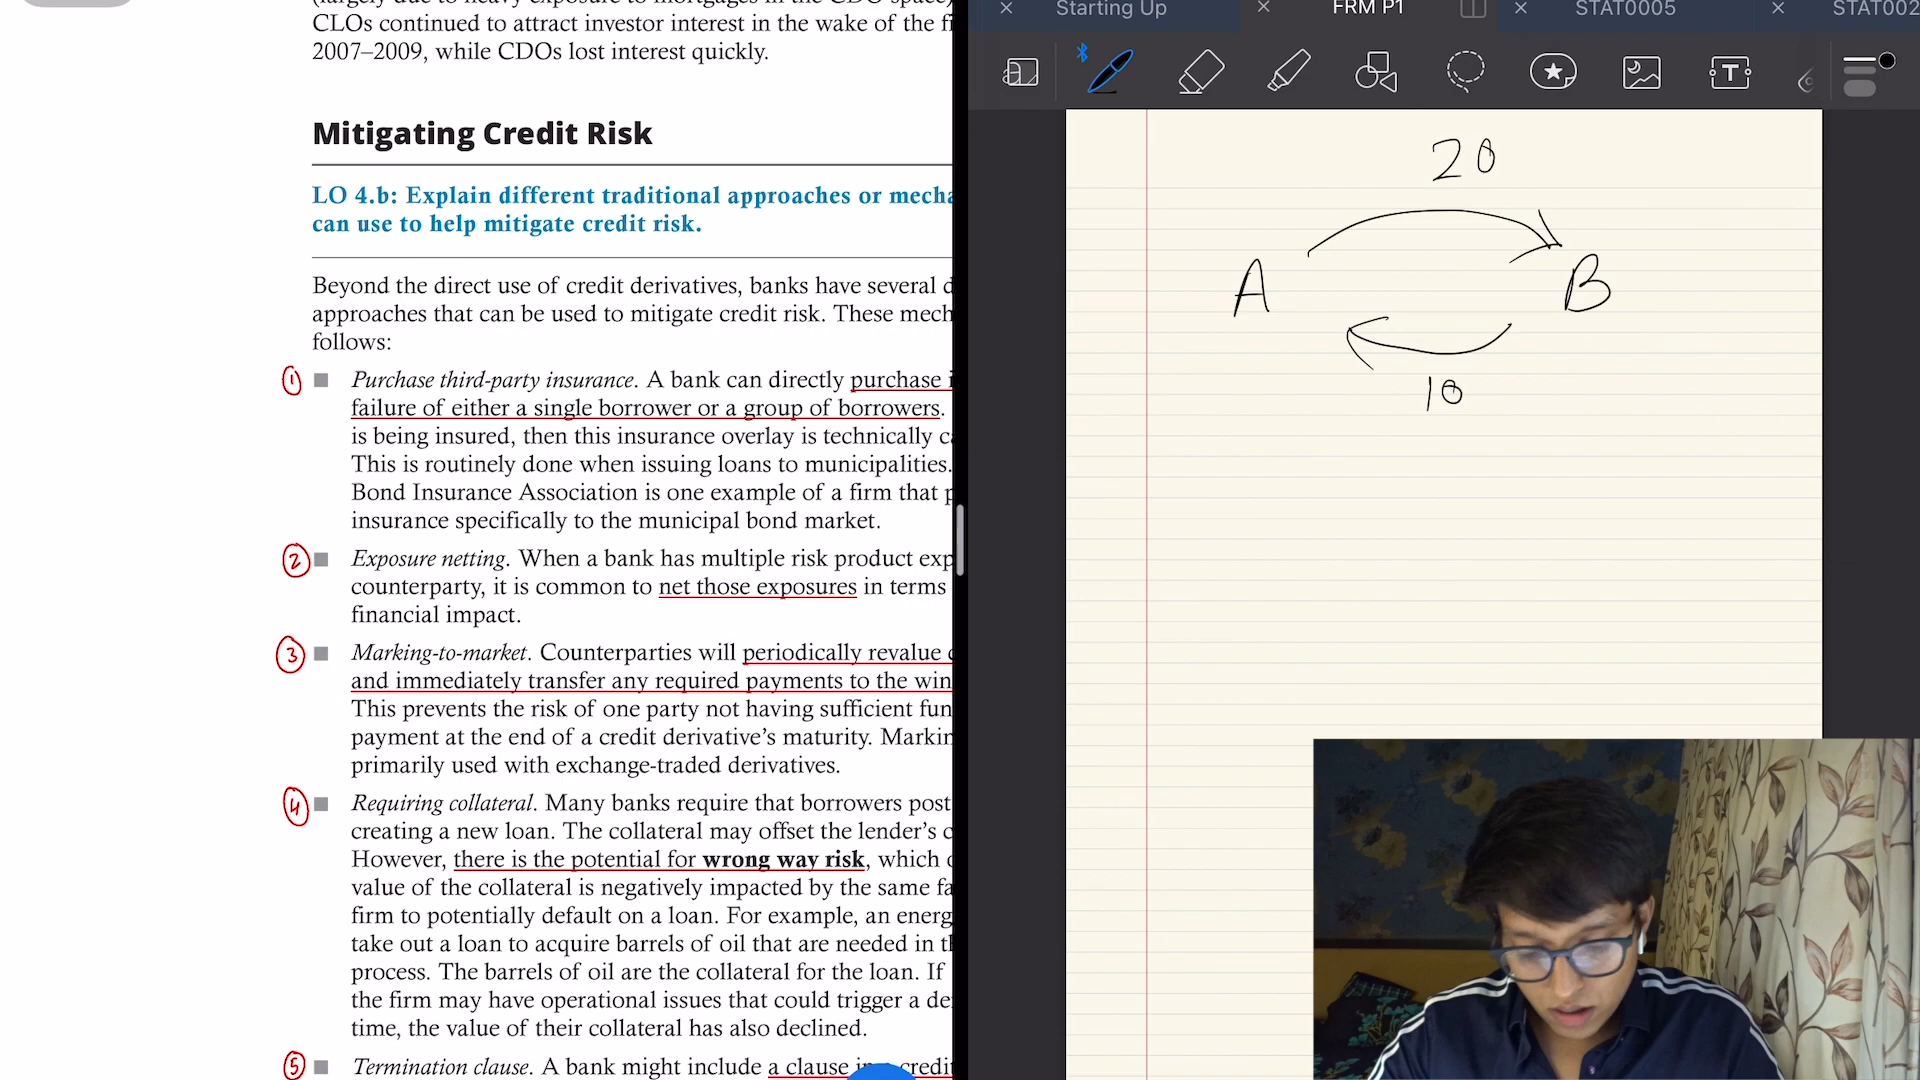 CLOs continued to attract investor interest in the wake of the fi
2007–2009, while CDOs lost interest quickly.
Mitigating Credit Risk
LO 4.b: Explain different traditional approaches or mecha
can use to help mitigate credit risk.
Beyond the direct use of credit derivatives, banks have several d
approaches that can be used to mitigate credit risk. These mech
follows:
1 ■ Purchase third-party insurance. A bank can directly purchase i
failure of either a single borrower or a group of borrowers.
is being insured, then this insurance overlay is technically ca
This is routinely done when issuing loans to municipalities.
Bond Insurance Association is one example of a firm that p
insurance specifically to the municipal bond market.
2 ■ Exposure netting. When a bank has multiple risk product exp
counterparty, it is common to net those exposures in terms
financial impact.
3 ■ Marking-to-market. Counterparties will periodically revalue
and immediately transfer any required payments to the win
This prevents the risk of one party not having sufficient fun
payment at the end of a credit derivative’s maturity. Markin
primarily used with exchange-traded derivatives.
4 ■ Requiring collateral. Many banks require that borrowers post
creating a new loan. The collateral may offset the lender’s c
However, there is the potential for wrong way risk, which
value of the collateral is negatively impacted by the same fa
firm to potentially default on a loan. For example, an energ
take out a loan to acquire barrels of oil that are needed in th
process. The barrels of oil are the collateral for the loan. If
the firm may have operational issues that could trigger a de
time, the value of their collateral has also declined.
5 ■ Termination clause. A bank might include a clause in credit
Starting Up
FRM P1
STAT0005
STAT002
20
A B
10